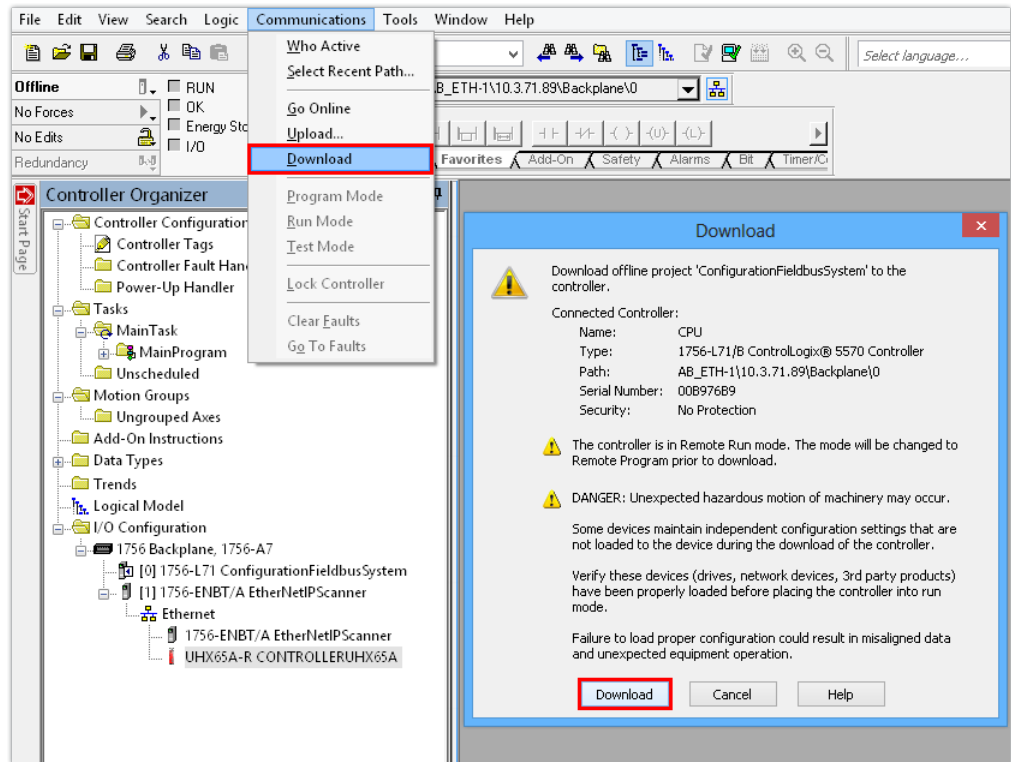 File Edit View Search Logic Communications Tools Window Help
Select language...
Who Active
Select Recent Path...
Go Online
Upload...
Download
Program Mode
Run Mode
Test Mode
Lock Controller
Clear Faults
Go To Faults
Offline
No Forces
No Edits
Redundancy
RUN
OK
Energy Sto
I/O
B_ETH-1\10.3.71.89\Backplane\0
Favorites Add-On Safety Alarms Bit Timer/C
Start Page
Controller Organizer
Controller Configuration
Controller Tags
Controller Fault Han
Power-Up Handler
Tasks
MainTask
MainProgram
Unscheduled
Motion Groups
Ungrouped Axes
Add-On Instructions
Data Types
Trends
Logical Model
I/O Configuration
1756 Backplane, 1756-A7
[0] 1756-L71 ConfigurationFieldbusSystem
[1] 1756-ENBT/A EtherNetIPScanner
Ethernet
1756-ENBT/A EtherNetIPScanner
UHX65A-R CONTROLLERUHX65A
Download
Download offline project 'ConfigurationFieldbusSystem' to the
controller.
Connected Controller:
Name: CPU
Type: 1756-L71/B ControlLogix® 5570 Controller
Path: AB_ETH-1\10.3.71.89\Backplane\0
Serial Number: 00B976B9
Security: No Protection
The controller is in Remote Run mode. The mode will be changed to
Remote Program prior to download.
DANGER: Unexpected hazardous motion of machinery may occur.
Some devices maintain independent configuration settings that are
not loaded to the device during the download of the controller.
Verify these devices (drives, network devices, 3rd party products)
have been properly loaded before placing the controller into run
mode.
Failure to load proper configuration could result in misaligned data
and unexpected equipment operation.
Download Cancel Help